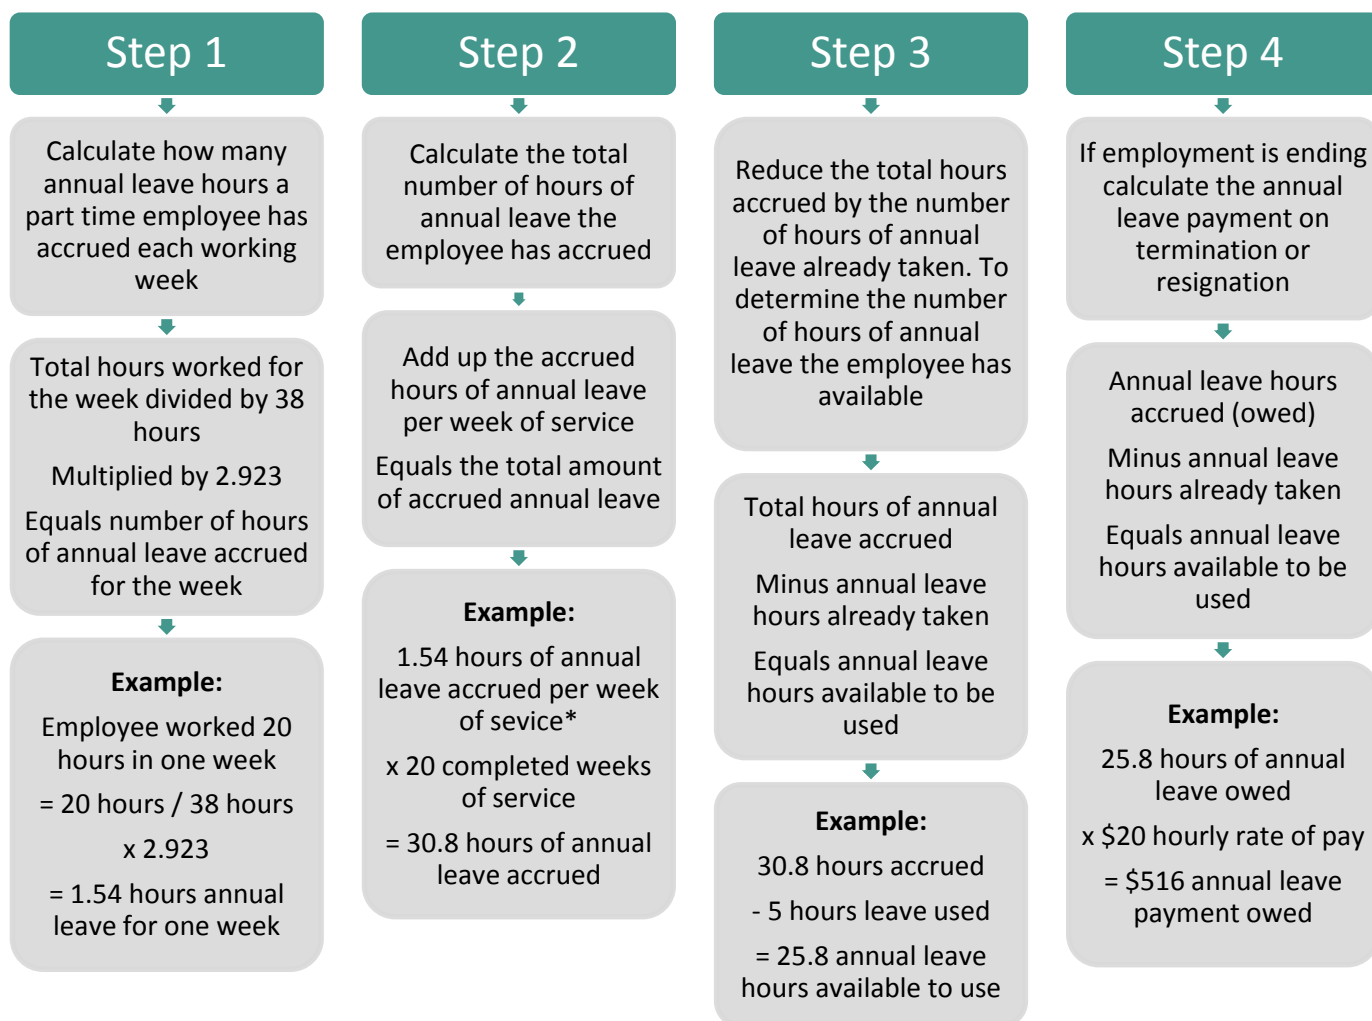 Step 1
Calculate how many
annual leave hours a
part time employee has
accrued each working
week
Total hours worked for
the week divided by 38
hours
Multiplied by 2.923
Equals number of hours
of annual leave accrued
for the week
Example:
Employee worked 20
hours in one week
= 20 hours / 38 hours
x 2.923
= 1.54 hours annual
leave for one week
Step 2
Calculate the total
number of hours of
annual leave the
employee has accrued
Add up the accrued
hours of annual leave
per week of service
Equals the total amount
of accrued annual leave
Example:
1.54 hours of annual
leave accrued per week
of sevice*
x 20 completed weeks
of service
= 30.8 hours of annual
leave accrued
Step 3
Reduce the total hours
accrued by the number
of hours of annual
leave already taken. To
determine the number
of hours of annual
leave the employee has
available
Total hours of annual
leave accrued
Minus annual leave
hours already taken
Equals annual leave
hours available to be
used
Example:
30.8 hours accrued
- 5 hours leave used
= 25.8 annual leave
hours available to use
Step 4
If employment is ending
calculate the annual
leave payment on
termination or
resignation
Annual leave hours
accrued (owed)
Minus annual leave
hours already taken
Equals annual leave
hours available to be
used
Example:
25.8 hours of annual
leave owed
x $20 hourly rate of pay
= $516 annual leave
payment owed